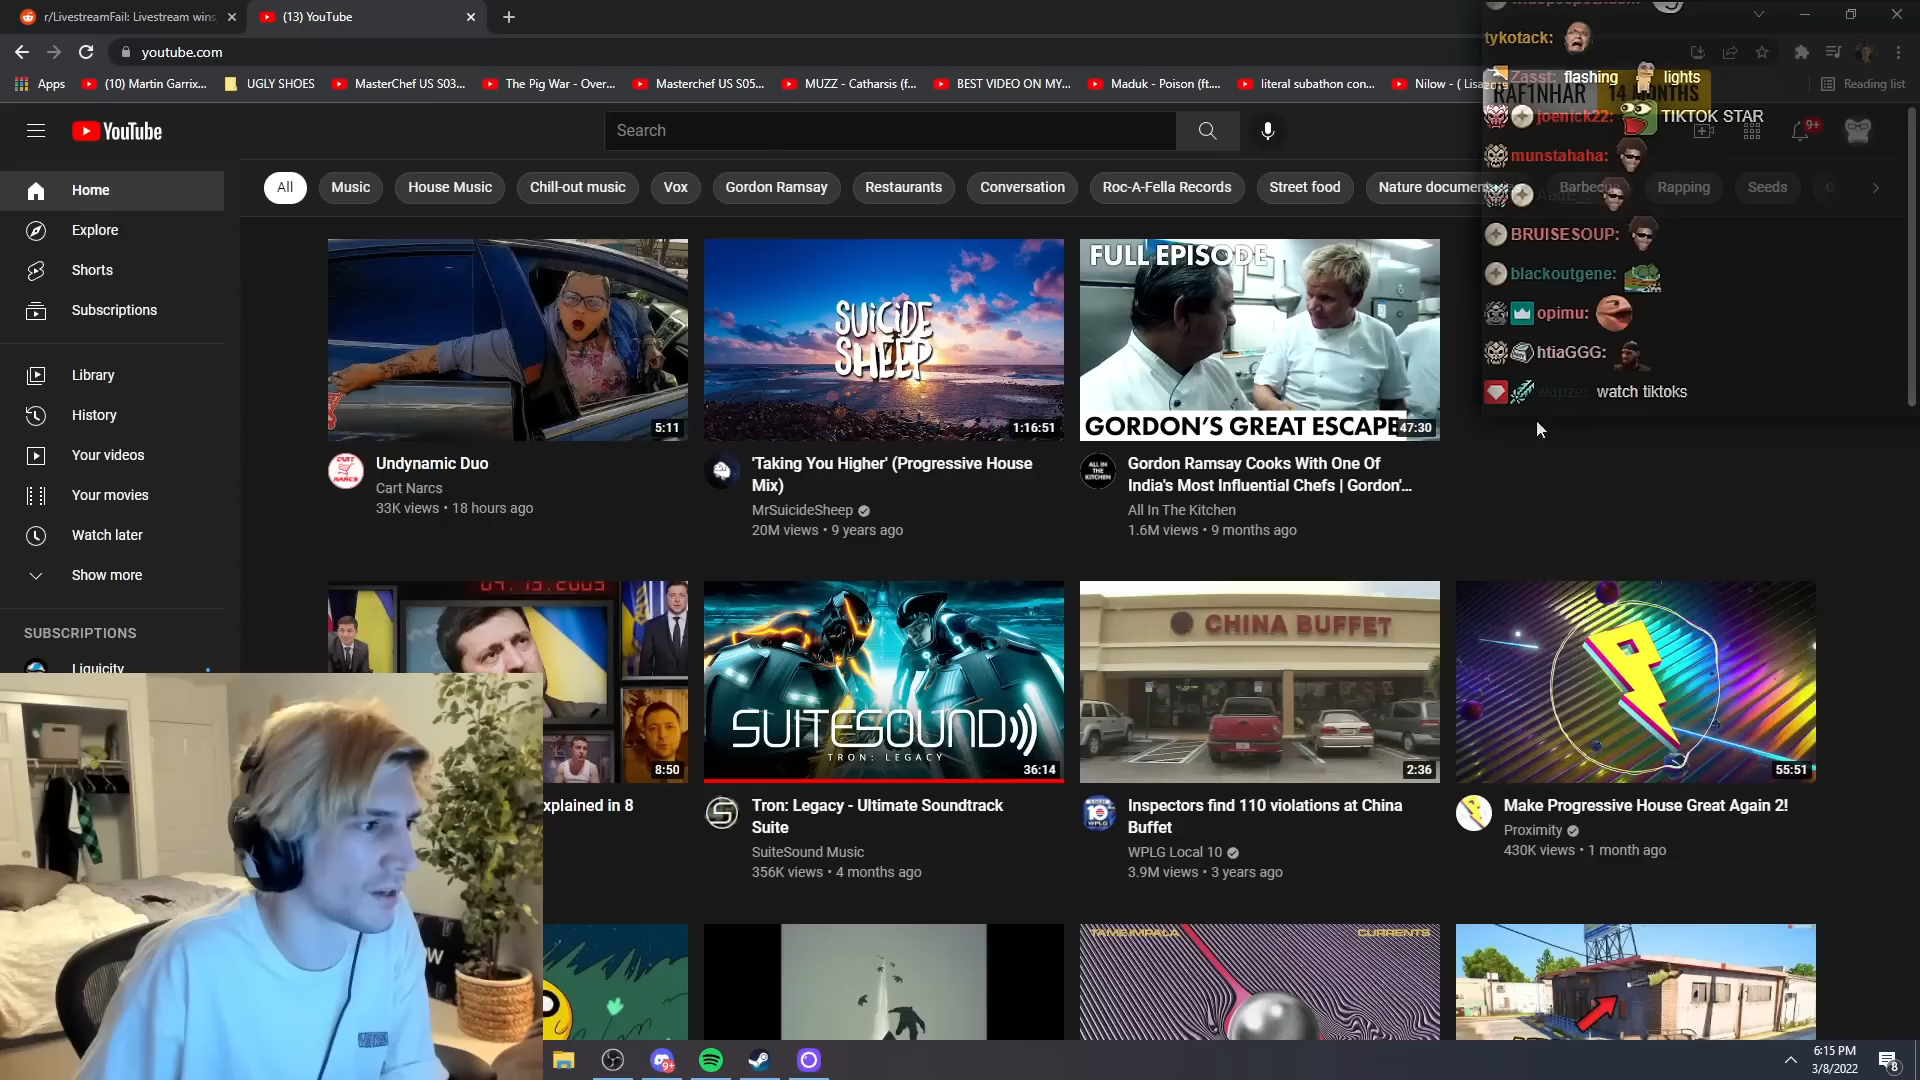 r/LivestreamFail: Livestream wins
(13) YouTube
youtube.com
Apps
(10) Martin Garrix...
UGLY SHOES
MasterChef US S03...
The Pig War - Over...
Masterchef US S05...
MUZZ - Catharsis (f...
BEST VIDEO ON MY...
Maduk - Poison (ft....
literal subathon con...
Nilow - ( Lisa
Reading list
tykotack:
Zasst: flashing lights
RAF1NHAR 14 MONTHS
joenick22: TIKTOK STAR
munstahaha:
BRUISESOUP:
blackoutgene:
opimu:
htiaGGG:
wapze: watch tiktoks
YouTube
Search
9+
All
Music
House Music
Chill-out music
Vox
Gordon Ramsay
Restaurants
Conversation
Roc-A-Fella Records
Street food
Nature documen
Barbecue
Rapping
Seeds
Home
Explore
Shorts
Subscriptions
Library
History
Your videos
Your movies
Watch later
Show more
SUBSCRIPTIONS
Liquicity
5:11
Undynamic Duo
Cart Narcs
33K views • 18 hours ago
SUiCiDE
SHEEP
1:16:51
'Taking You Higher' (Progressive House
Mix)
MrSuicideSheep
20M views • 9 years ago
FULL EPISODE
GORDON'S GREAT ESCAPE
47:30
Gordon Ramsay Cooks With One Of
India's Most Influential Chefs | Gordon'...
All In The Kitchen
1.6M views • 9 months ago
8:50
xplained in 8
SUITESOUND
TRON: LEGACY
36:14
Tron: Legacy - Ultimate Soundtrack
Suite
SuiteSound Music
356K views • 4 months ago
CHINA BUFFET
2:36
Inspectors find 110 violations at China
Buffet
WPLG Local 10
3.9M views • 3 years ago
55:51
Make Progressive House Great Again 2!
Proximity
430K views • 1 month ago
TAME IMPALA
CURRENTS
6:15 PM
3/8/2022
8